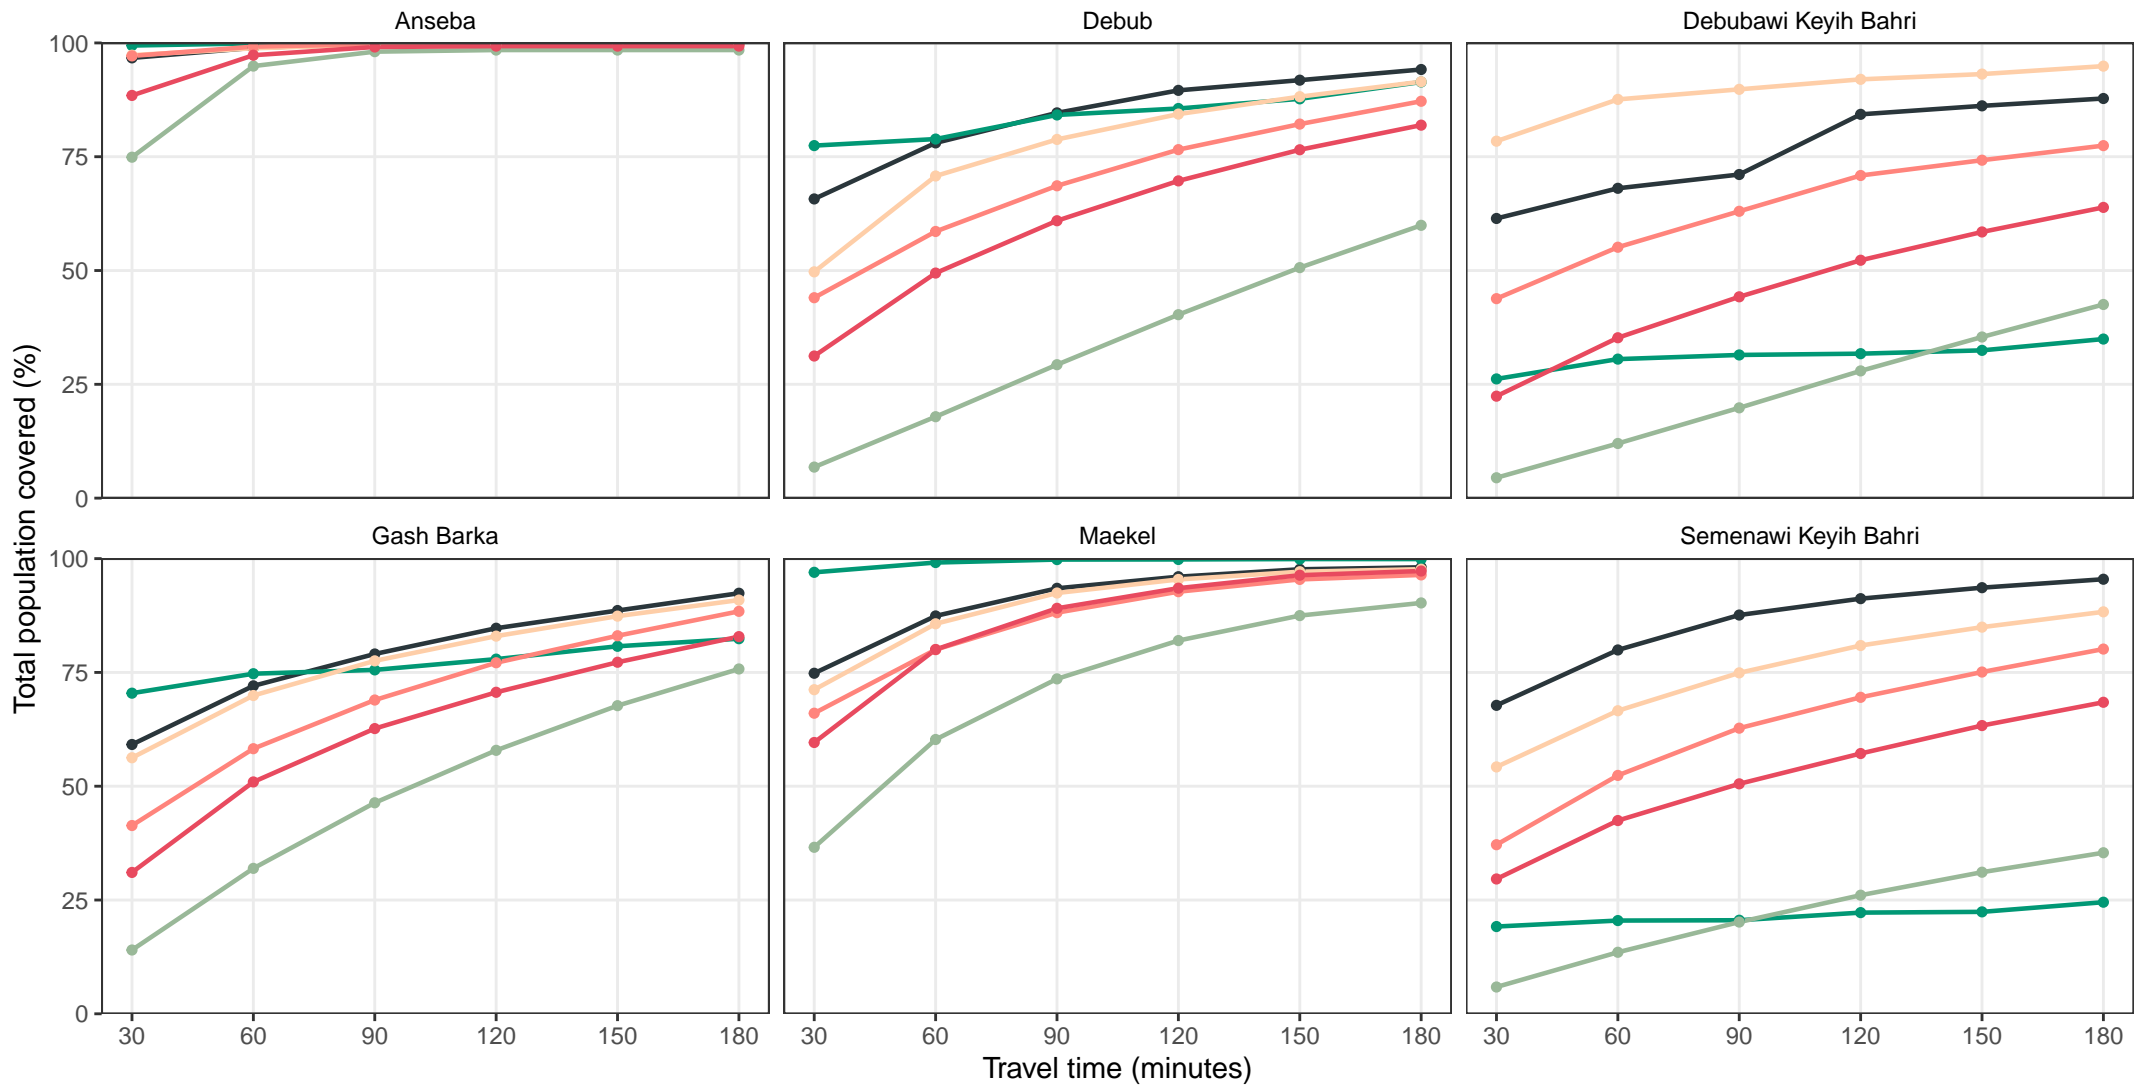 Anseba
Debub
Debubawi Keyih Bahri
100
75
50
25
0
Total population covered (%)
Gash Barka
Maekel
Semenawi Keyih Bahri
100
75
50
25
0
30 60 90 120 150 180
30 60 90 120 150 180
30 60 90 120 150 180
Travel time (minutes)